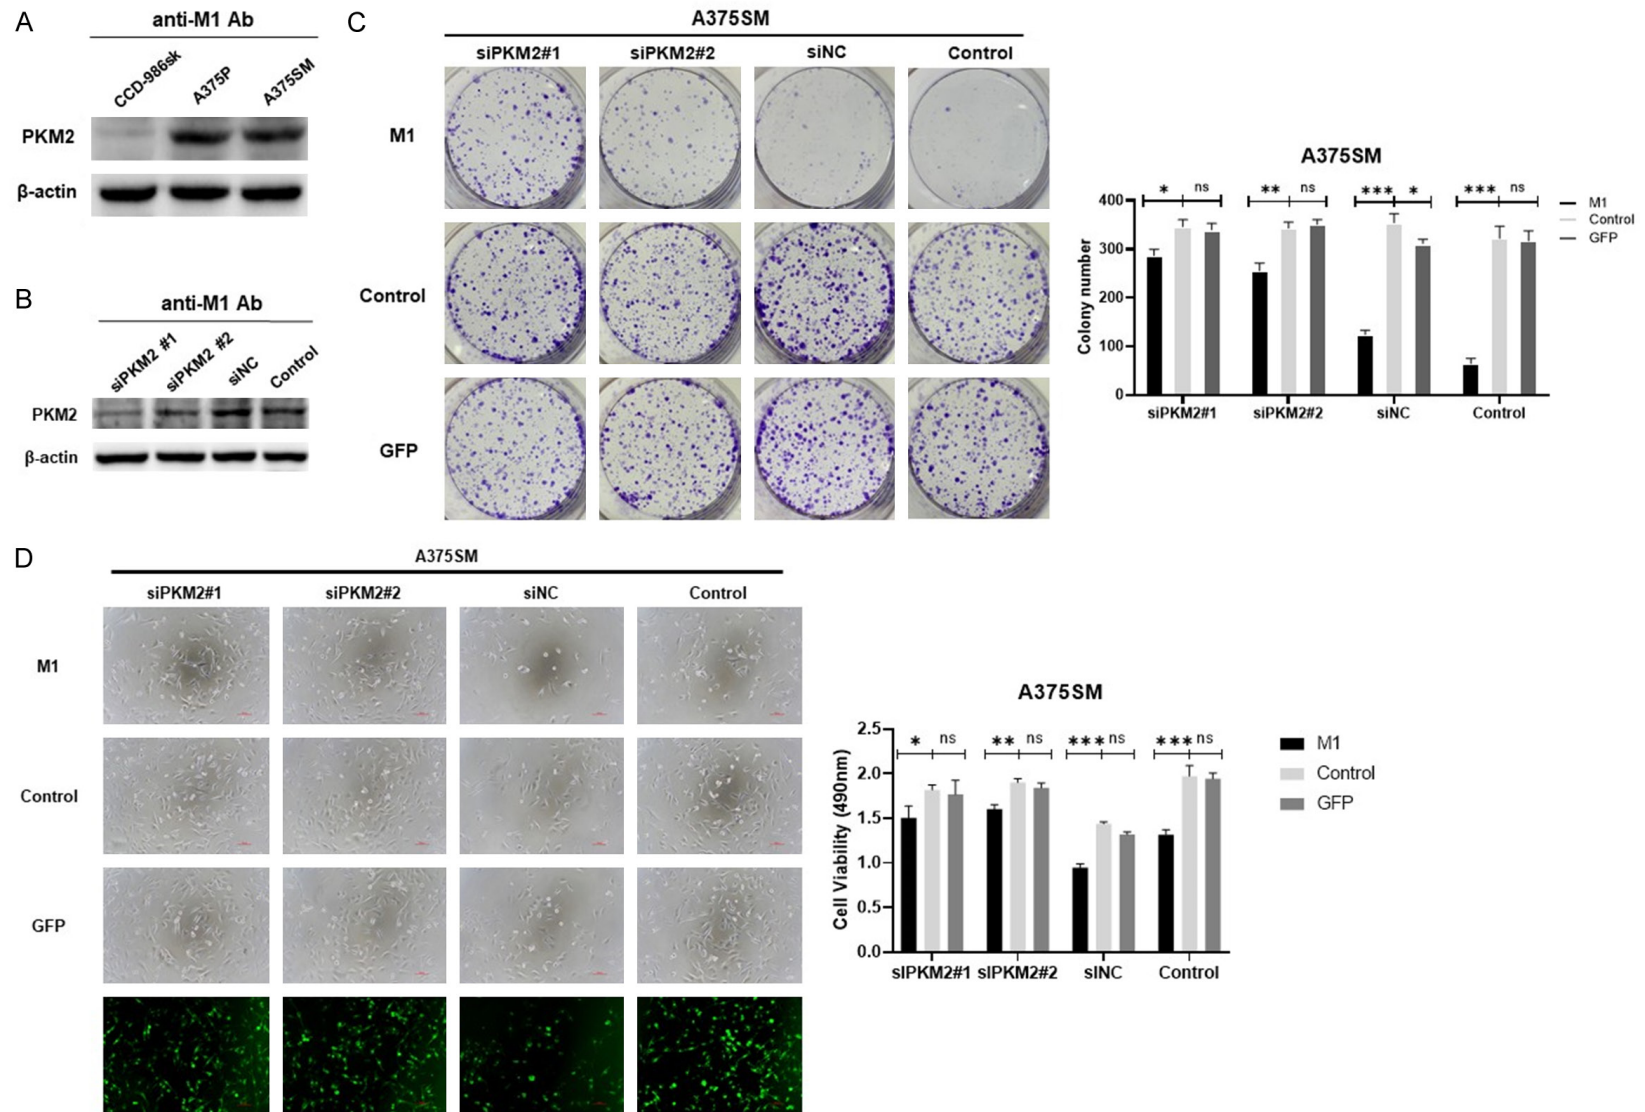 A
anti-M1 Ab
CCD-986sk
A375P
A375SM
PKM2
β-actin
B
anti-M1 Ab
siPKM2 #1
siPKM2 #2
siNC
Control
PKM2
β-actin
C
A375SM
siPKM2#1
siPKM2#2
siNC
Control
M1
Control
GFP
A375SM
* ns
** ns
*** *
*** ns
M1
Control
GFP
Colony number
400
300
200
100
0
siPKM2#1
siPKM2#2
siNC
Control
D
A375SM
siPKM2#1
siPKM2#2
siNC
Control
M1
Control
GFP
A375SM
* ns
** ns
*** ns
*** ns
M1
Control
GFP
Cell Viability (490nm)
2.5
2.0
1.5
1.0
0.5
0.0
siPKM2#1
siPKM2#2
siNC
Control